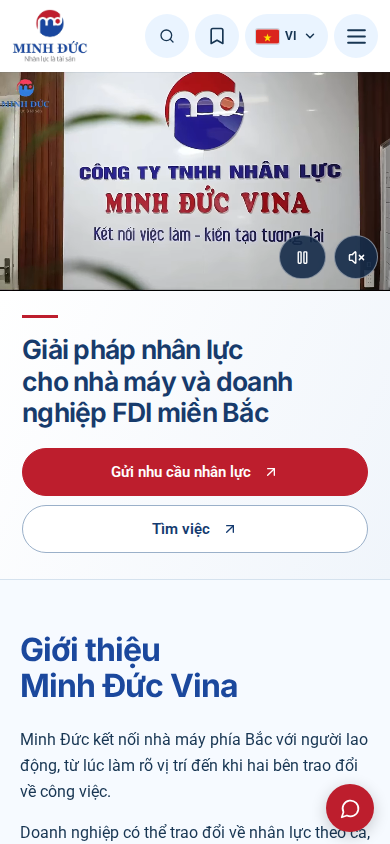 MINH ĐỨC
Nhân lực là tài sản
VI
MINH ĐỨC
CÔNG TY TNHH NHÂN LỰC
MINH ĐỨC VINA
Kết nối việc làm - kiến tạo tương lai
Giải pháp nhân lực
cho nhà máy và doanh
nghiệp FDI miền Bắc
Gửi nhu cầu nhân lực
Tìm việc
Giới thiệu
Minh Đức Vina
Minh Đức kết nối nhà máy phía Bắc với người lao
động, từ lúc làm rõ vị trí đến khi hai bên trao đổi
về công việc.
Doanh nghiệp có thể trao đổi về nhân lực theo ca,